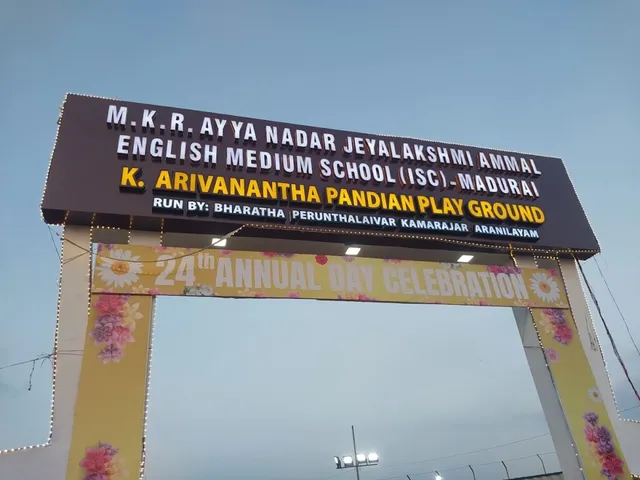 M.K.R. AYYA NADAR JEYALAKSHMI AMMAL
ENGLISH MEDIUM SCHOOL (ISC)-MADURAI
K. ARIVANANTHA PANDIAN PLAY GROUND
RUN BY: BHARATHA PERUNTHALAIVAR KAMARAJAR ARANILAYAM
24th ANNUAL DAY CELEBRATION